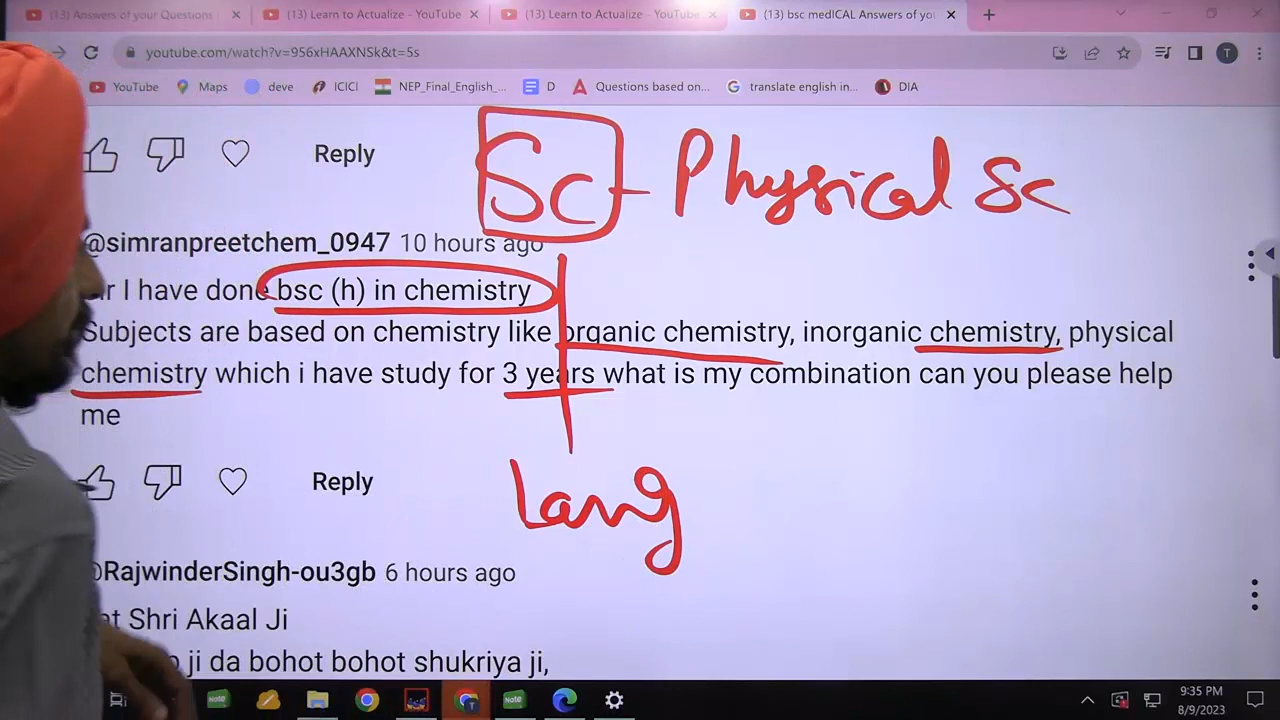 (13) Answers of your Questions
(13) Learn to Actualize - YouTube
(13) Learn to Actualize - YouTube
(13) bsc medICAL Answers of you
youtube.com/watch?v=956xHAAXNSk&t=5s
T
YouTube
Maps
deve
ICICI
NEP_Final_English_...
D
Questions based on...
translate english in...
DIA
Reply
Sc - Physical Sc
@simranpreetchem_0947 10 hours ago
I have done bsc (h) in chemistry
Subjects are based on chemistry like organic chemistry, inorganic chemistry, physical
chemistry which i have study for 3 years what is my combination can you please help
me
Reply
Lang
@RajwinderSingh-ou3gb 6 hours ago
Shri Akaal Ji
ji da bohot bohot shukriya ji,
Note
Note
9:35 PM
8/9/2023